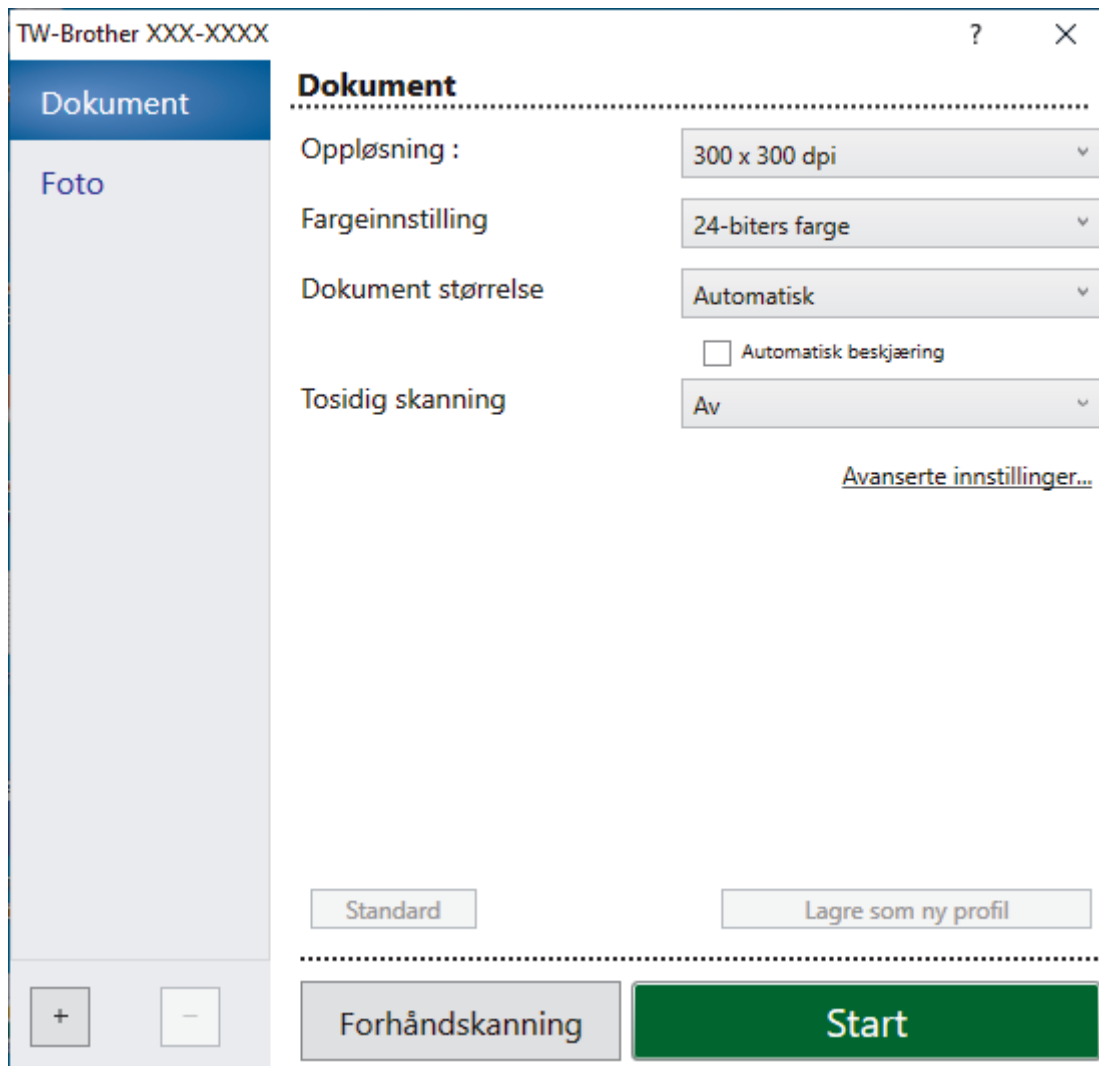 TW-Brother XXX-XXXX
?
Dokument
Foto
Dokument
Oppløsning :
300 x 300 dpi
Fargeinnstilling
24-biters farge
Dokument størrelse
Automatisk
Automatisk beskjæring
Tosidig skanning
Av
Avanserte innstillinger...
Standard
Lagre som ny profil
+
−
Forhåndskanning
Start